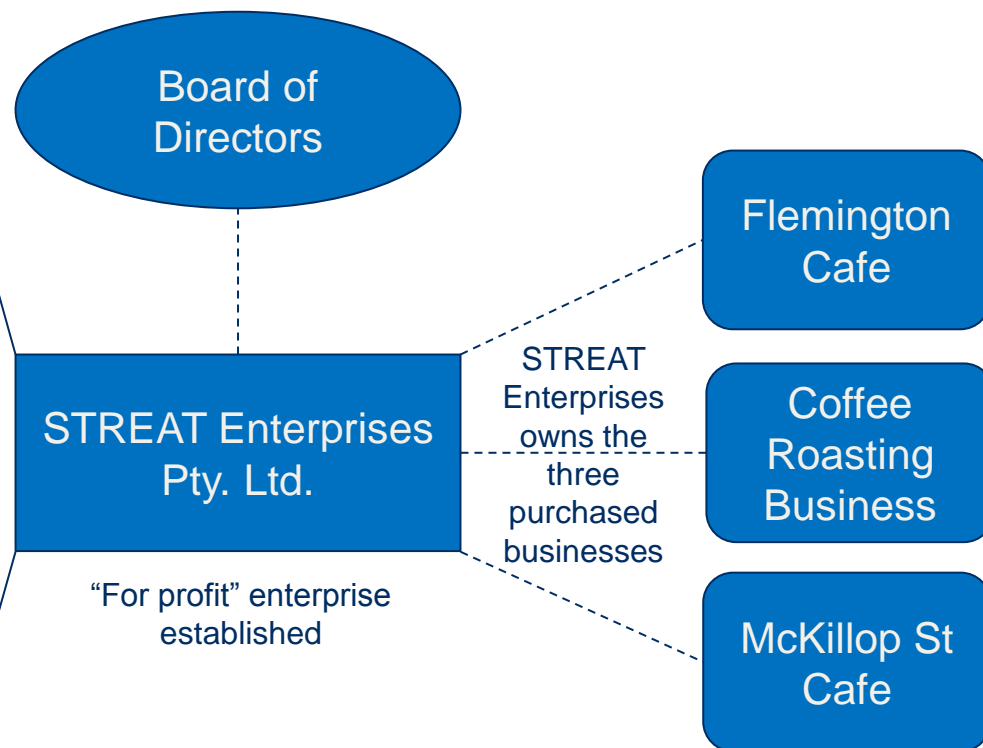 Board of
Directors
Flemington
Cafe
STREAT Enterprises
Pty. Ltd.
STREAT
Enterprises
owns the
three
purchased
businesses
Coffee
Roasting
Business
“For profit” enterprise
established
McKillop St
Cafe